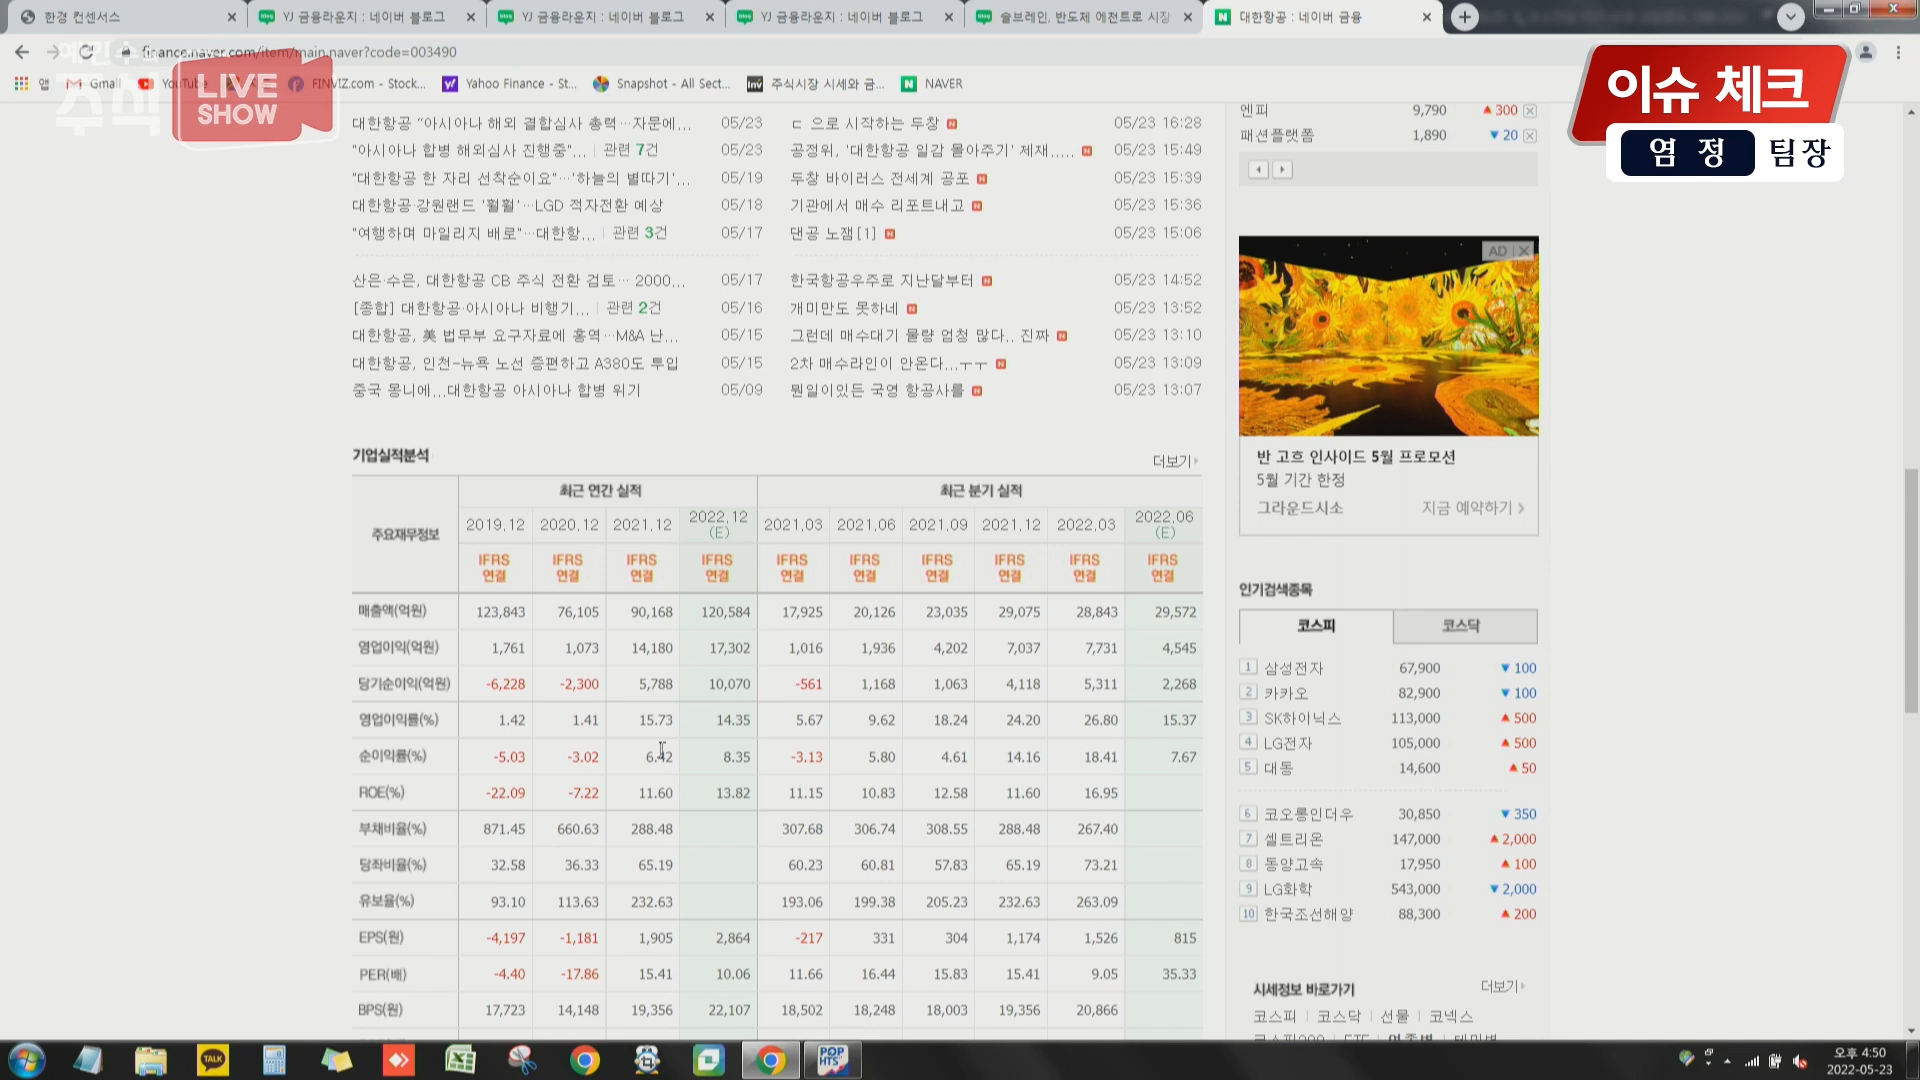 한경 컨센서스
YJ 금융라운지 : 네이버 블로그
YJ 금융라운지 : 네이버 블로그
YJ 금융라운지 : 네이버 블로그
솔브레인, 반도체 에천트로 시장
대한항공 : 네이버 금융
finance.naver.com/item/main.naver?code=003490
앱
Gmail
YouTube
FINVIZ.com - Stock...
Yahoo Finance - St...
Snapshot - All Sect...
주식시장 시세와 금...
NAVER
주식
LIVE
SHOW
이슈 체크
염 정 팀장
대한항공 “아시아나 해외 결합심사 총력…자문에... 05/23
"아시아나 합병 해외심사 진행중"... 관련 7건 05/23
"대한항공 한 자리 선착순이요"…'하늘의 별따기'... 05/19
대한항공·강원랜드 '훨훨'…LGD 적자전환 예상 05/18
"여행하며 마일리지 배로"…대한항... 관련 3건 05/17
산은·수은, 대한항공 CB 주식 전환 검토… 2000... 05/17
[종합] 대한항공·아시아나 비행기... 관련 2건 05/16
대한항공, 美 법무부 요구자료에 홍역…M&A 난... 05/15
대한항공, 인천-뉴욕 노선 증편하고 A380도 투입 05/15
중국 몽니에...대한항공 아시아나 합병 위기 05/09
ㄷ 으로 시작하는 두창 N 05/23 16:28
공정위, '대한항공 일감 몰아주기' 제재..... N 05/23 15:49
두창 바이러스 전세계 공포 N 05/23 15:39
기관에서 매수 리포트내고 N 05/23 15:36
댄공 노잼[1] N 05/23 15:06
한국항공우주로 지난달부터 N 05/23 14:52
개미만도 못하네 N 05/23 13:52
그런데 매수대기 물량 엄청 많다.. 진짜 N 05/23 13:10
2차 매수라인이 안온다...ㅜㅜ N 05/23 13:09
뭔일이있든 국영 항공사를 N 05/23 13:07
엔피 9,790 ▲300
패션플랫폼 1,890 ▼20
AD
반 고흐 인사이드 5월 프로모션
5월 기간 한정
그라운드시소 지금 예약하기 >
기업실적분석 더보기
주요재무정보 최근 연간 실적 최근 분기 실적
2019.12 2020.12 2021.12 2022.12 (E) 2021.03 2021.06 2021.09 2021.12 2022.03 2022.06 (E)
IFRS IFRS IFRS IFRS IFRS IFRS IFRS IFRS IFRS IFRS
연결 연결 연결 연결 연결 연결 연결 연결 연결 연결
매출액(억원) 123,843 76,105 90,168 120,584 17,925 20,126 23,035 29,075 28,843 29,572
영업이익(억원) 1,761 1,073 14,180 17,302 1,016 1,936 4,202 7,037 7,731 4,545
당기순이익(억원) -6,228 -2,300 5,788 10,070 -561 1,168 1,063 4,118 5,311 2,268
영업이익률(%) 1.42 1.41 15.73 14.35 5.67 9.62 18.24 24.20 26.80 15.37
순이익률(%) -5.03 -3.02 6.42 8.35 -3.13 5.80 4.61 14.16 18.41 7.67
ROE(%) -22.09 -7.22 11.60 13.82 11.15 10.83 12.58 11.60 16.95
부채비율(%) 871.45 660.63 288.48 307.68 306.74 308.55 288.48 267.40
당좌비율(%) 32.58 36.33 65.19 60.23 60.81 57.83 65.19 73.21
유보율(%) 93.10 113.63 232.63 193.06 199.38 205.23 232.63 263.09
EPS(원) -4,197 -1,181 1,905 2,864 -217 331 304 1,174 1,526 815
PER(배) -4.40 -17.86 15.41 10.06 11.66 16.44 15.83 15.41 9.05 35.33
BPS(원) 17,723 14,148 19,356 22,107 18,502 18,248 18,003 19,356 20,866
인기검색종목
코스피 코스닥
1 삼성전자 67,900 ▼100
2 카카오 82,900 ▼100
3 SK하이닉스 113,000 ▲500
4 LG전자 105,000 ▲500
5 대동 14,600 ▲50
6 코오롱인더우 30,850 ▼350
7 셀트리온 147,000 ▲2,000
8 동양고속 17,950 ▲100
9 LG화학 543,000 ▼2,000
10 한국조선해양 88,300 ▲200
시세정보 바로가기 더보기
코스피 코스닥 선물 코넥스
TALK
POP HTS
오후 4:50
2022-05-23